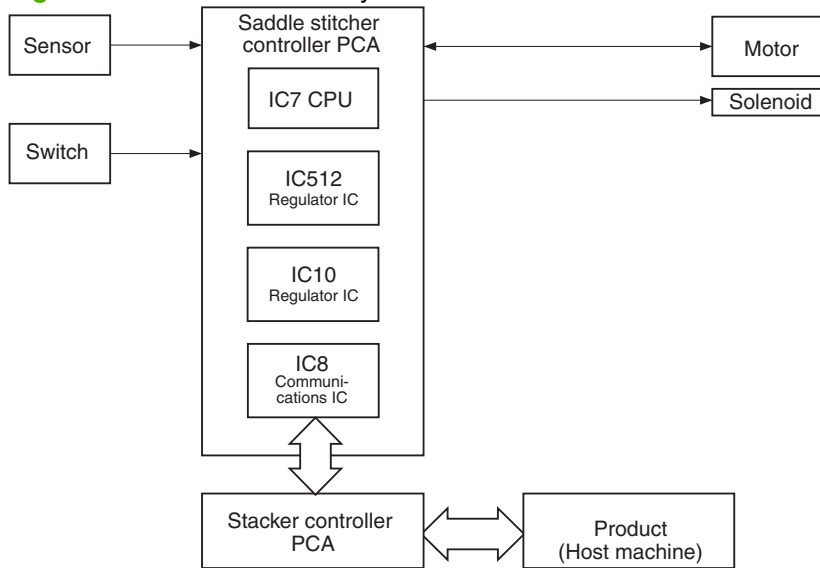 Sensor
Switch
Saddle stitcher
controller PCA
IC7 CPU
IC512
Regulator IC
IC10
Regulator IC
IC8
Communi-
cations IC
Motor
Solenoid
Stacker controller
PCA
Product
(Host machine)